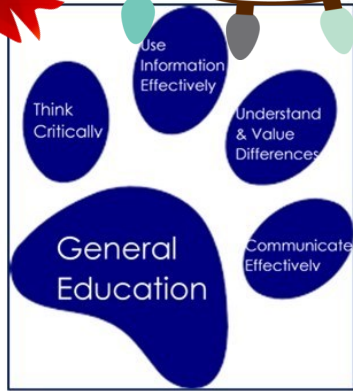 Use
Information
Effectively
Think
Critically
Understand
& Value
Differences
Communicate
Effectively
General
Education